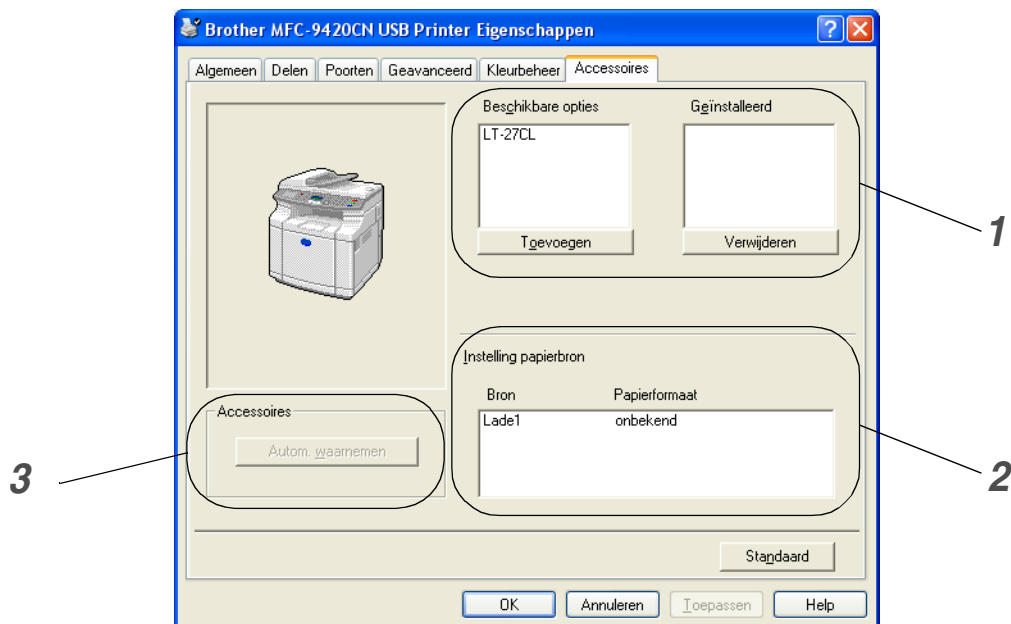 Brother MFC-9420CN USB Printer Eigenschappen
Algemeen Delen Poorten Geavanceerd Kleurbeheer Accessoires
Beschikbare opties Geïnstalleerd
LT-27CL
Toevoegen Verwijderen
1
Instelling papierbron
Bron Papierformaat
Lade1 onbekend
2
Accessoires
Autom. waarnemen
3
Standaard
OK Annuleren Toepassen Help